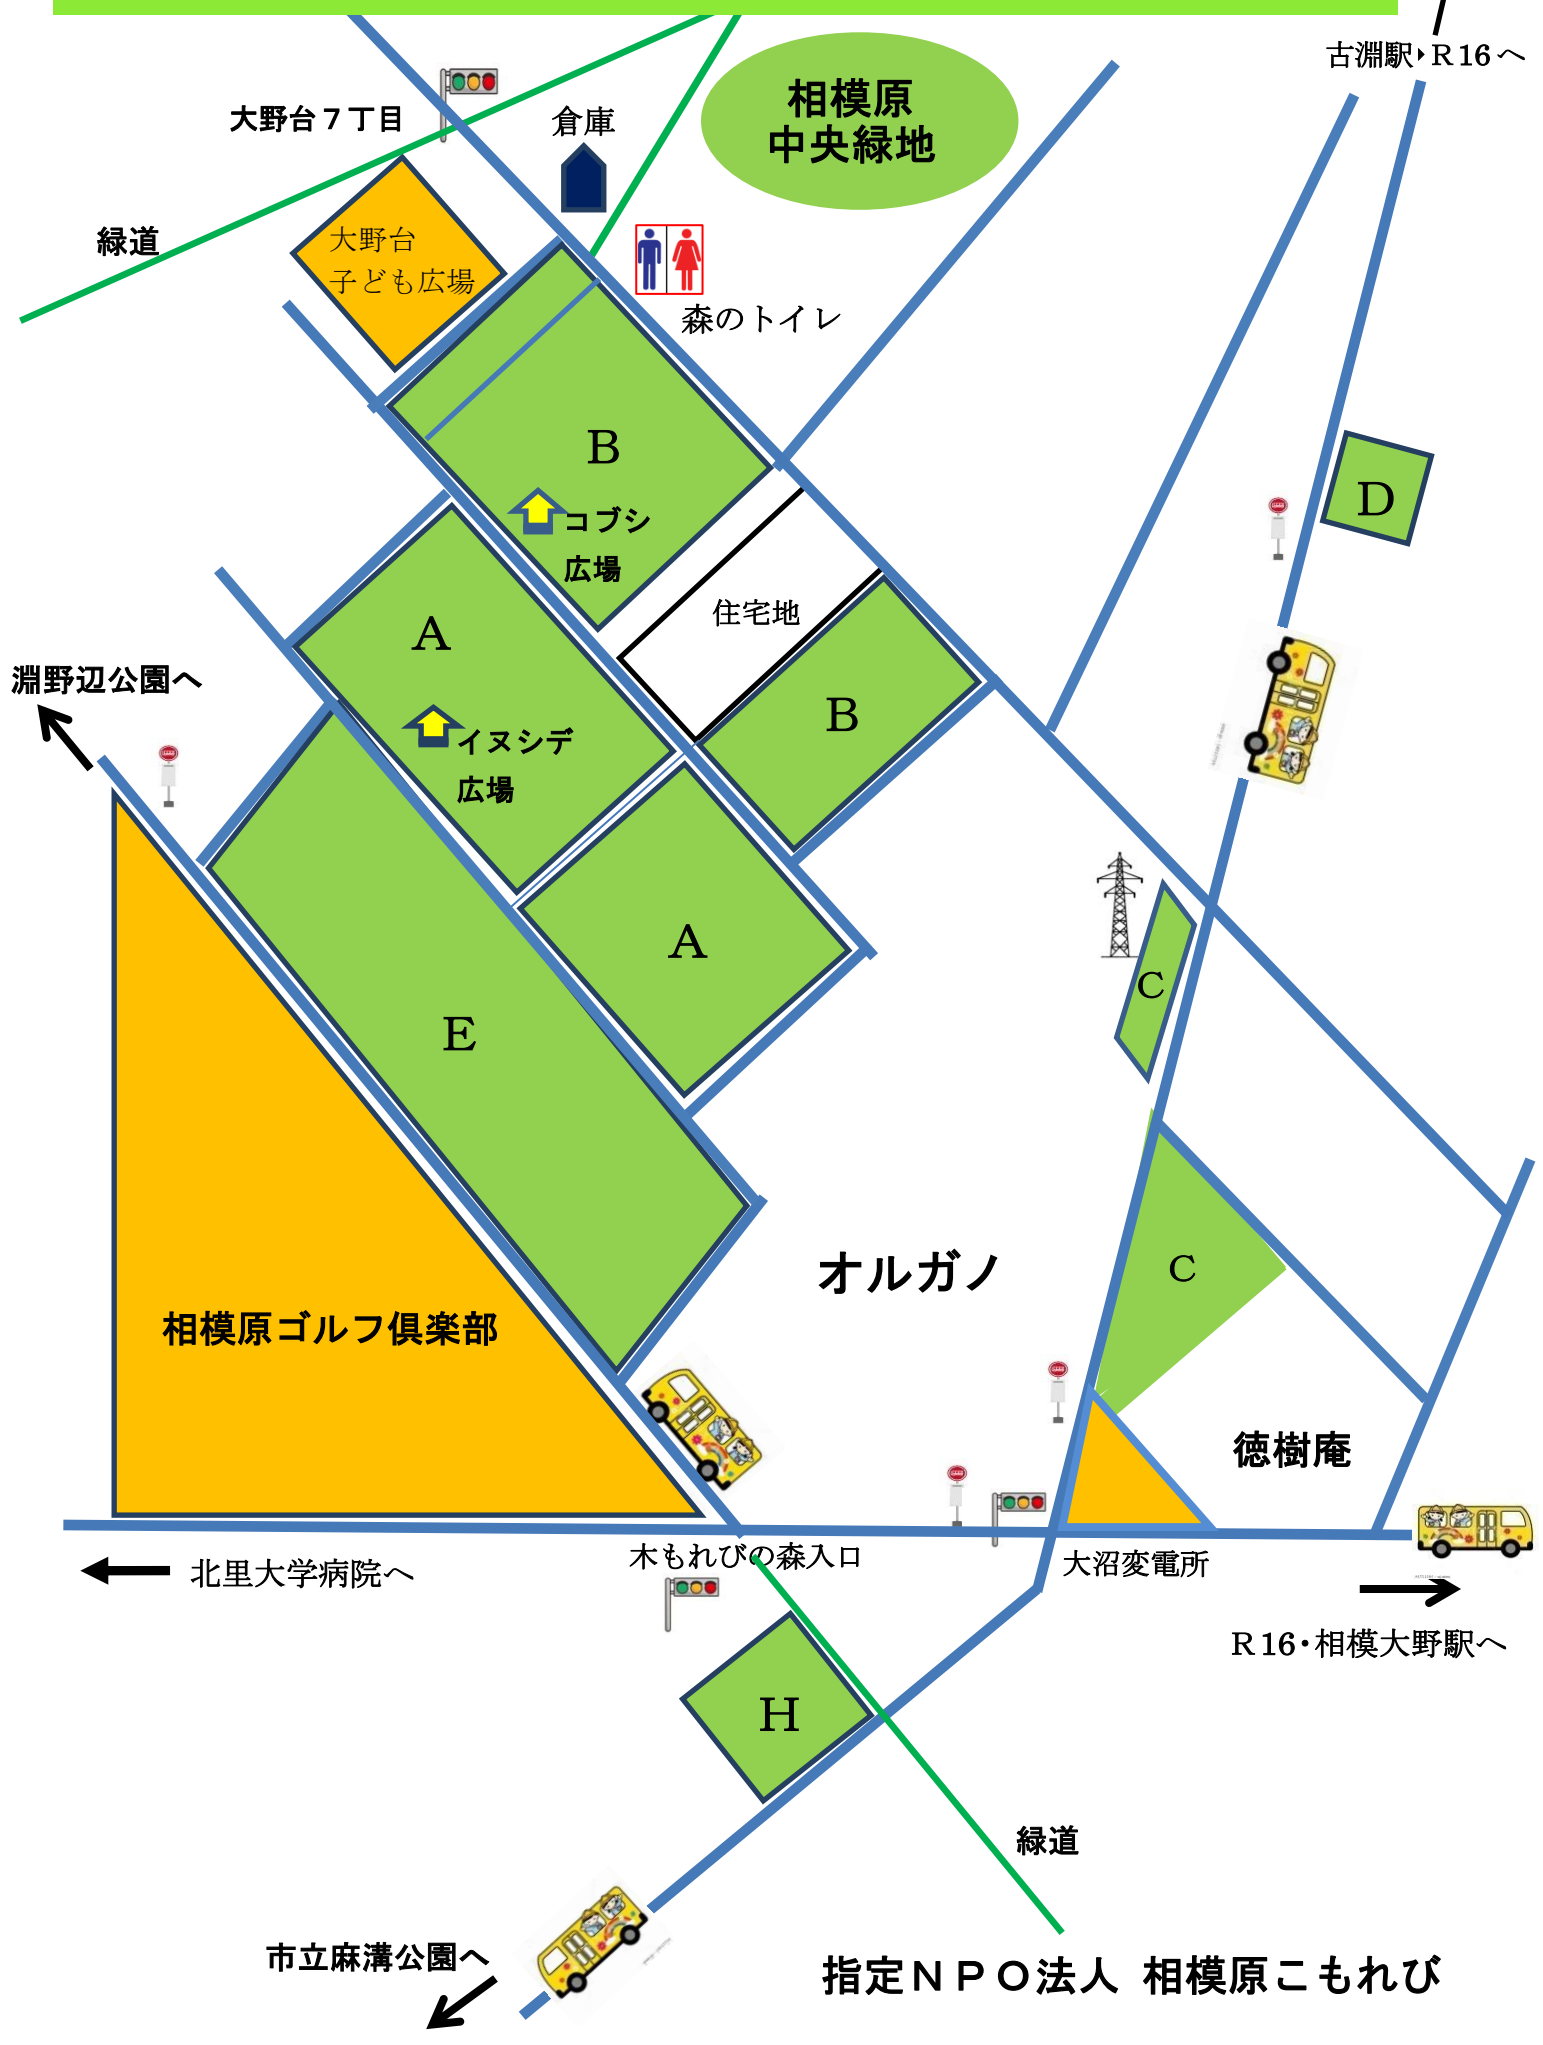 古淵駅・R16へ
相模原
中央緑地
大野台7丁目
倉庫
緑道
大野台
子ども広場
森のトイレ
B
コブシ
広場
D
住宅地
A
淵野辺公園へ
B
イヌシデ
広場
A
C
E
オルガノ
C
相模原ゴルフ倶楽部
徳樹庵
木もれびの森入口
大沼変電所
北里大学病院へ
R16・相模大野駅へ
H
緑道
市立麻溝公園へ
指定NPO法人 相模原こもれび